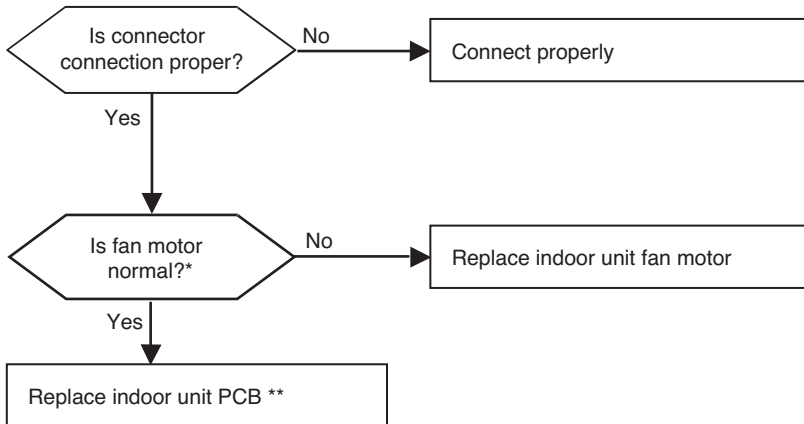 Is connector
connection proper?
No
Connect properly
Yes
Is fan motor
normal?*
No
Replace indoor unit fan motor
Yes
Replace indoor unit PCB **